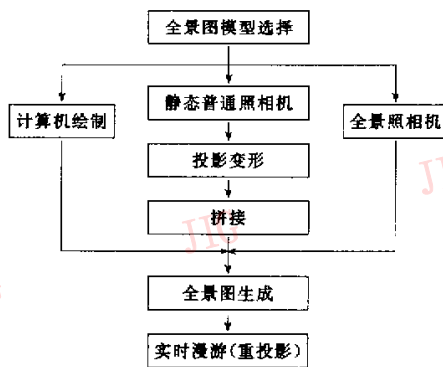 全景图模型选择
计算机绘制
静态普通照相机
全景照相机
投影变形
拼接
JIG
全景图生成
实时漫游(重投影)